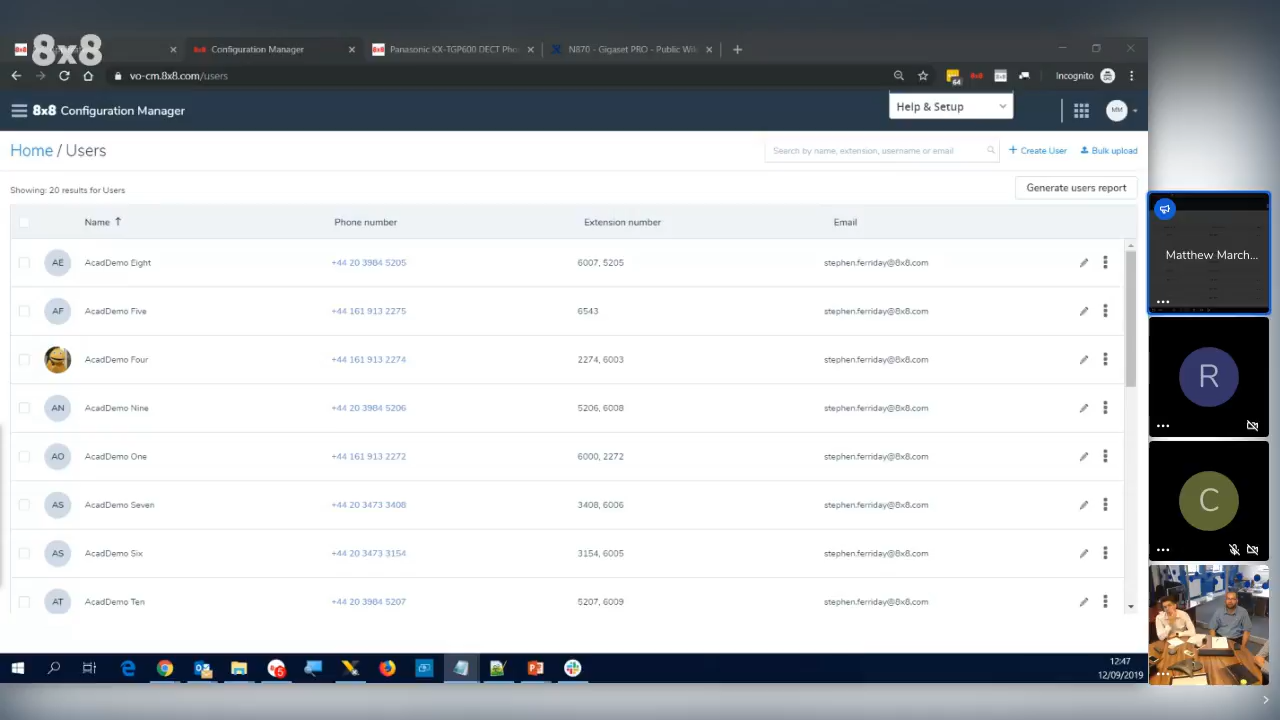 8x8
Configuration Manager
Panasonic KX-TGP600 DECT Pho
N870 - Gigaset PRO - Public Wik
vo-cm.8x8.com/users
64
8x8
Incognito
8x8 Configuration Manager
Help & Setup
MM
Home / Users
Search by name, extension, username or email
+ Create User
Bulk upload
Showing: 20 results for Users
Generate users report
Name ↑ Phone number Extension number Email
AE AcadDemo Eight +44 20 3984 5205 6007, 5205 stephen.ferriday@8x8.com
AF AcadDemo Five +44 161 913 2275 6543 stephen.ferriday@8x8.com
AcadDemo Four +44 161 913 2274 2274, 6003 stephen.ferriday@8x8.com
AN AcadDemo Nine +44 20 3984 5206 5206, 6008 stephen.ferriday@8x8.com
AO AcadDemo One +44 161 913 2272 6000, 2272 stephen.ferriday@8x8.com
AS AcadDemo Seven +44 20 3473 3408 3408, 6006 stephen.ferriday@8x8.com
AS AcadDemo Six +44 20 3473 3154 3154, 6005 stephen.ferriday@8x8.com
AT AcadDemo Ten +44 20 3984 5207 5207, 6009 stephen.ferriday@8x8.com
Matthew March...
R
C
12:47
12/09/2019